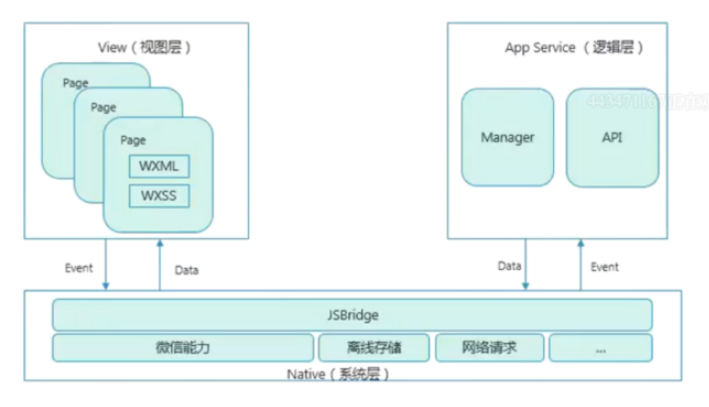 View（视图层）
App Service （逻辑层）
Page
Page
Page
WXML
WXSS
Manager
API
Event
Data
Data
Event
JSBridge
微信能力
离线存储
网络请求
...
Native（系统层）